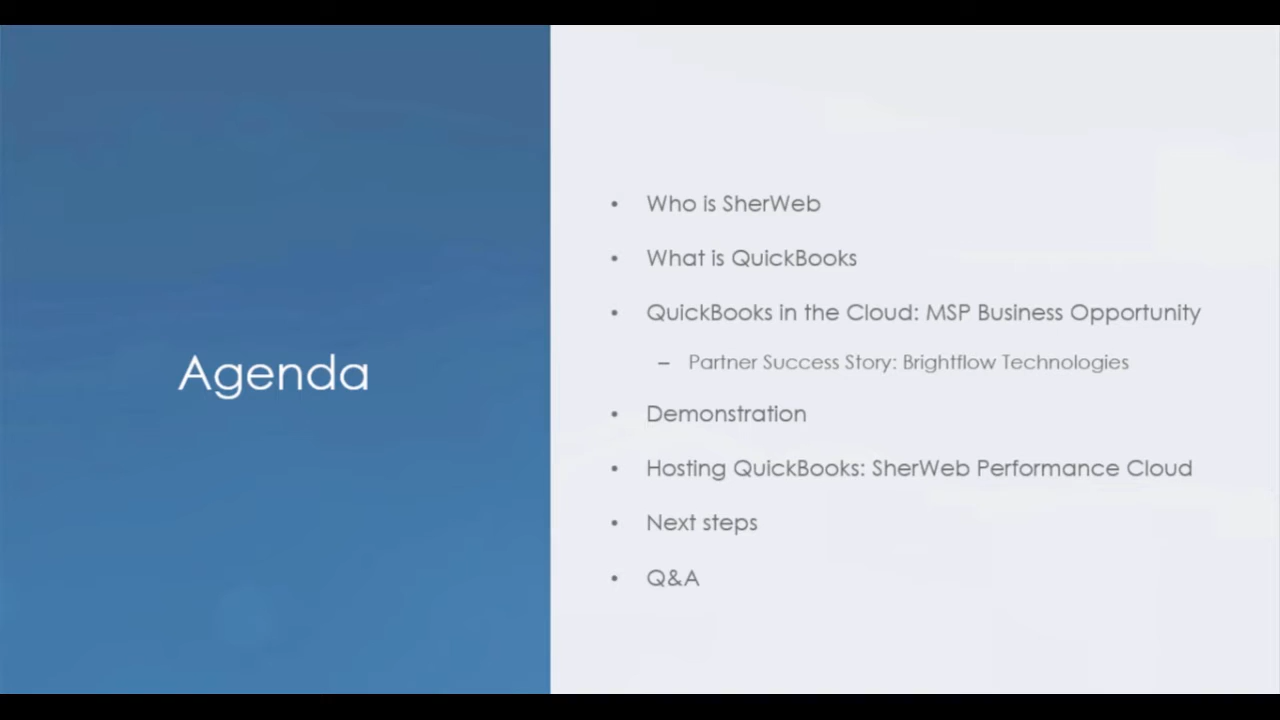 Agenda
• Who is SherWeb
• What is QuickBooks
• QuickBooks in the Cloud: MSP Business Opportunity
– Partner Success Story: Brightflow Technologies
• Demonstration
• Hosting QuickBooks: SherWeb Performance Cloud
• Next steps
• Q&A